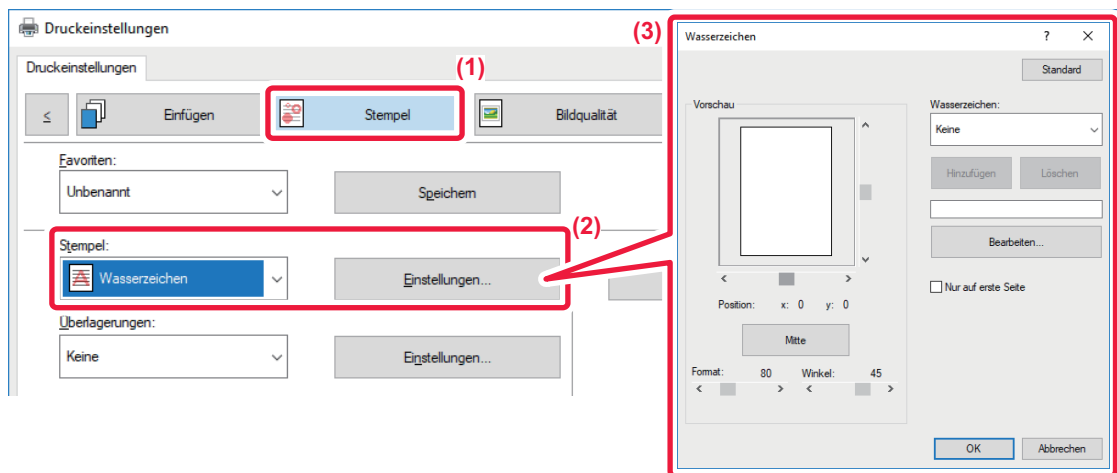 Druckeinstellungen
Druckeinstellungen
(1)
≤ Einfügen Stempel Bildqualität
Favoriten:
Unbenannt Speichern
(2)
Stempel:
Wasserzeichen Einstellungen...
Überlagerungen:
Keine Einstellungen...
(3)
Wasserzeichen ? ×
Standard
Vorschau
Wasserzeichen:
Keine
Hinzufügen Löschen
Bearbeiten...
Nur auf erste Seite
Position: x: 0 y: 0
Mitte
Format: 80 Winkel: 45
OK Abbrechen